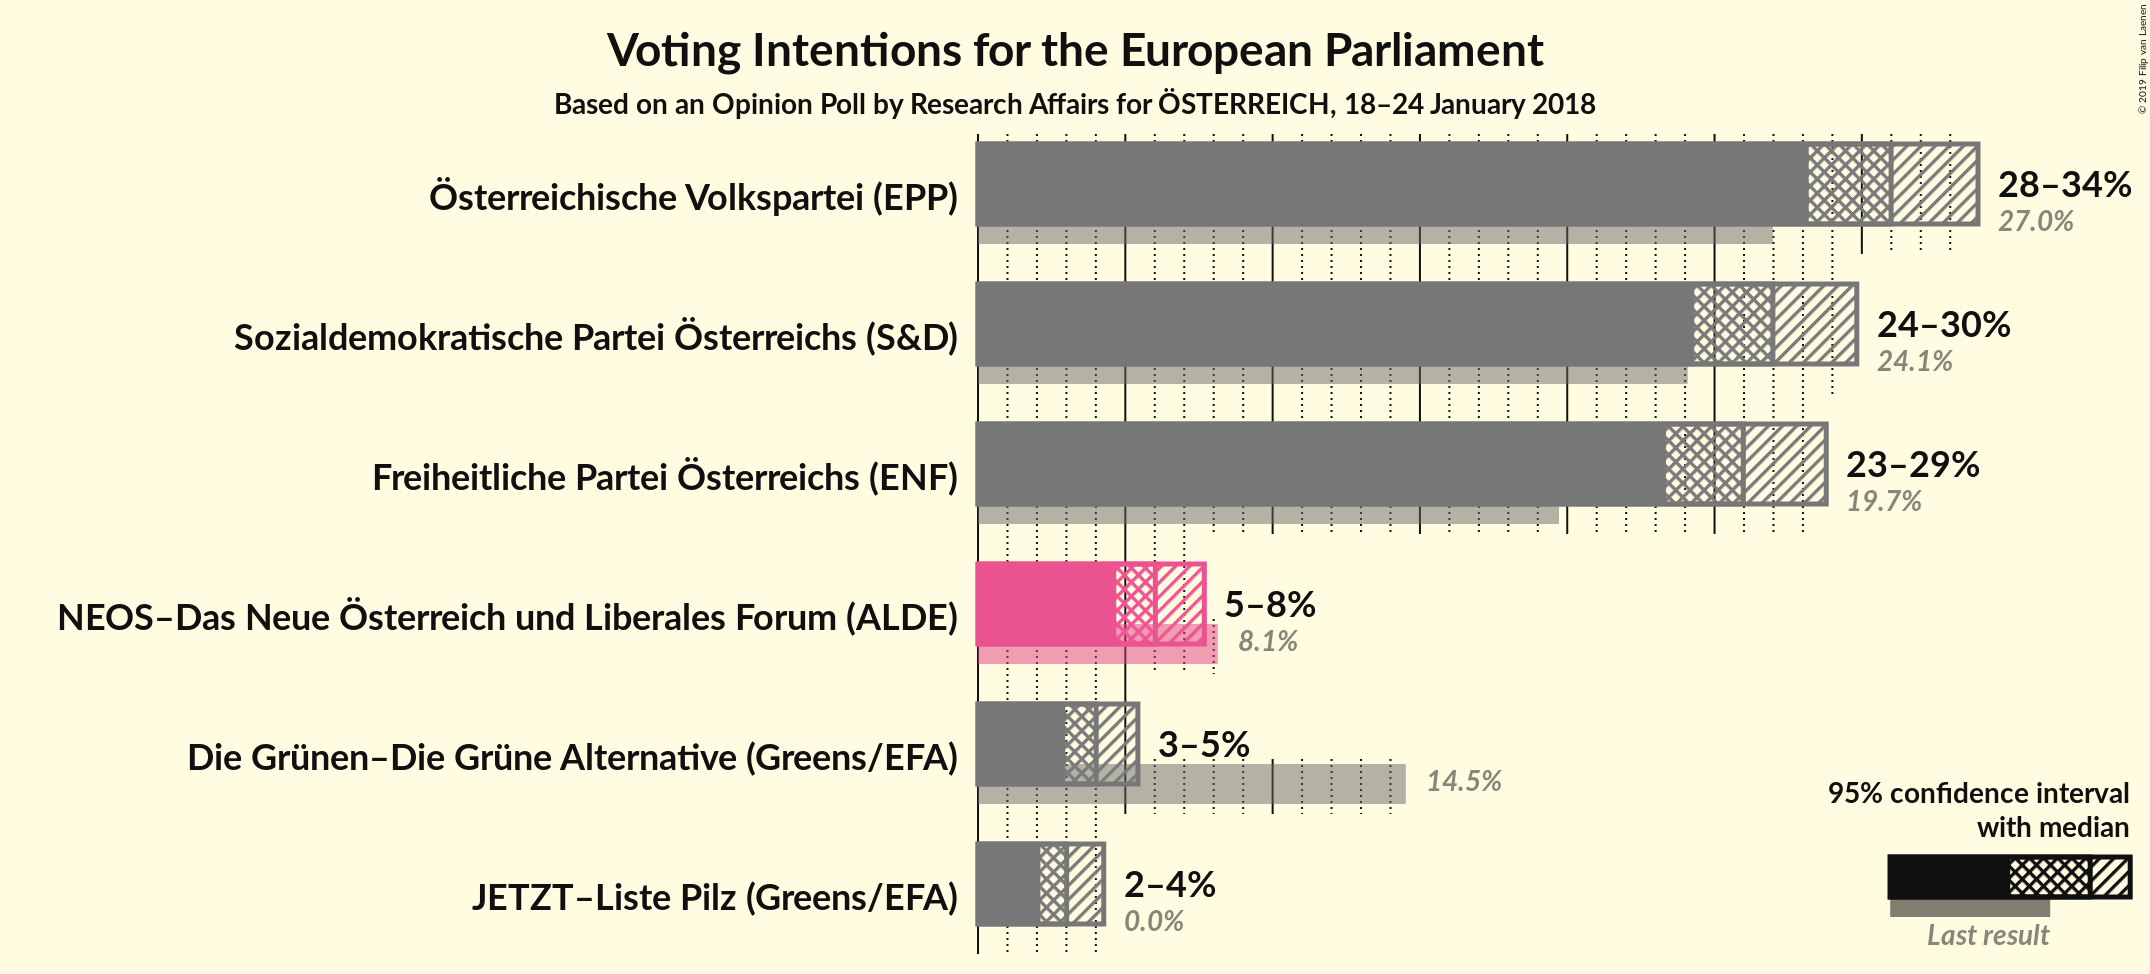 Voting Intentions for the European Parliament
Based on an Opinion Poll by Research Affairs for ÖSTERREICH, 18–24 January 2018
© 2019 Filip van Laenen
Österreichische Volkspartei (EPP)
28–34%
27.0%
Sozialdemokratische Partei Österreichs (S&D)
24–30%
24.1%
Freiheitliche Partei Österreichs (ENF)
23–29%
19.7%
NEOS–Das Neue Österreich und Liberales Forum (ALDE)
5–8%
8.1%
Die Grünen–Die Grüne Alternative (Greens/EFA)
3–5%
14.5%
JETZT–Liste Pilz (Greens/EFA)
2–4%
0.0%
95% confidence interval
with median
Last result